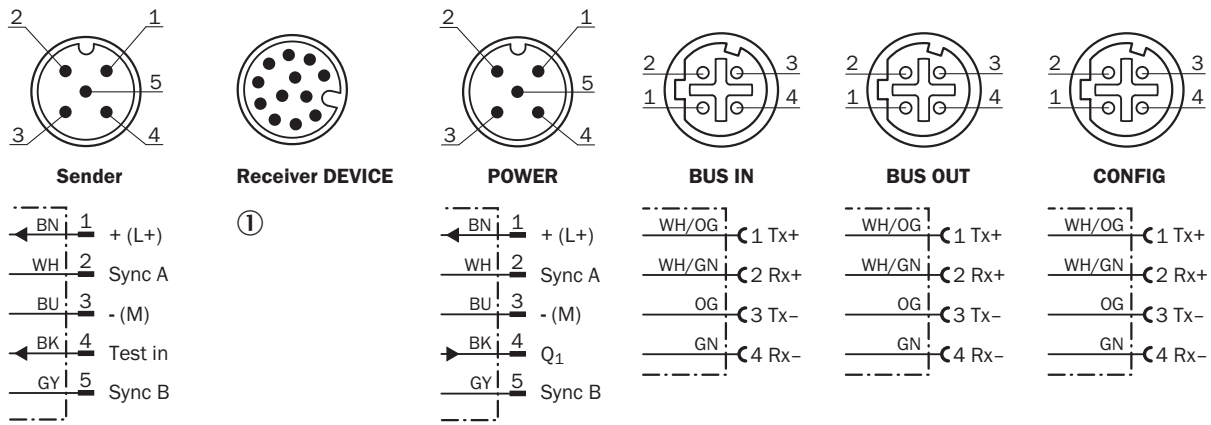 2 1
5
3 4
Sender
BN 1 + (L+)
WH 2 Sync A
BU 3 - (M)
BK 4 Test in
GY 5 Sync B
Receiver DEVICE
①
2 1
5
3 4
POWER
BN 1 + (L+)
WH 2 Sync A
BU 3 - (M)
BK 4 Q₁
GY 5 Sync B
2 3
1 4
BUS IN
WH/OG 1 Tx+
WH/GN 2 Rx+
OG 3 Tx–
GN 4 Rx–
2 3
1 4
BUS OUT
WH/OG 1 Tx+
WH/GN 2 Rx+
OG 3 Tx–
GN 4 Rx–
2 3
1 4
CONFIG
WH/OG 1 Tx+
WH/GN 2 Rx+
OG 3 Tx–
GN 4 Rx–